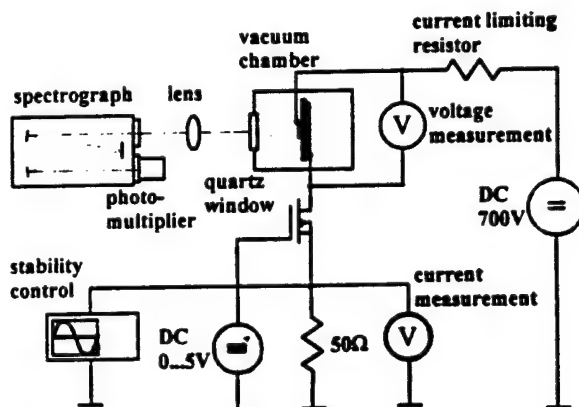 current limiting
resistor
vacuum
chamber
spectrograph
lens
V
voltage
measurement
photo-
multiplier
quartz
window
DC
700V
=
stability
control
current
measurement
DC
0...5V
50Ω
V